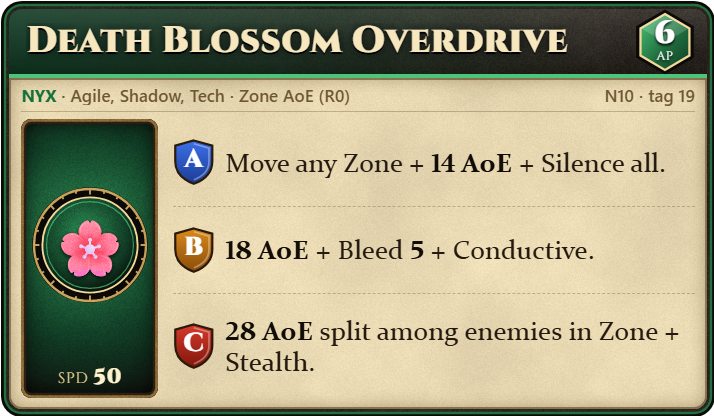 DEATH BLOSSOM OVERDRIVE
6
AP
NYX · Agile, Shadow, Tech · Zone AoE (R0)
N10 · tag 19
A
Move any Zone + 14 AoE + Silence all.
B
18 AoE + Bleed 5 + Conductive.
C
28 AoE split among enemies in Zone +
Stealth.
SPD 50